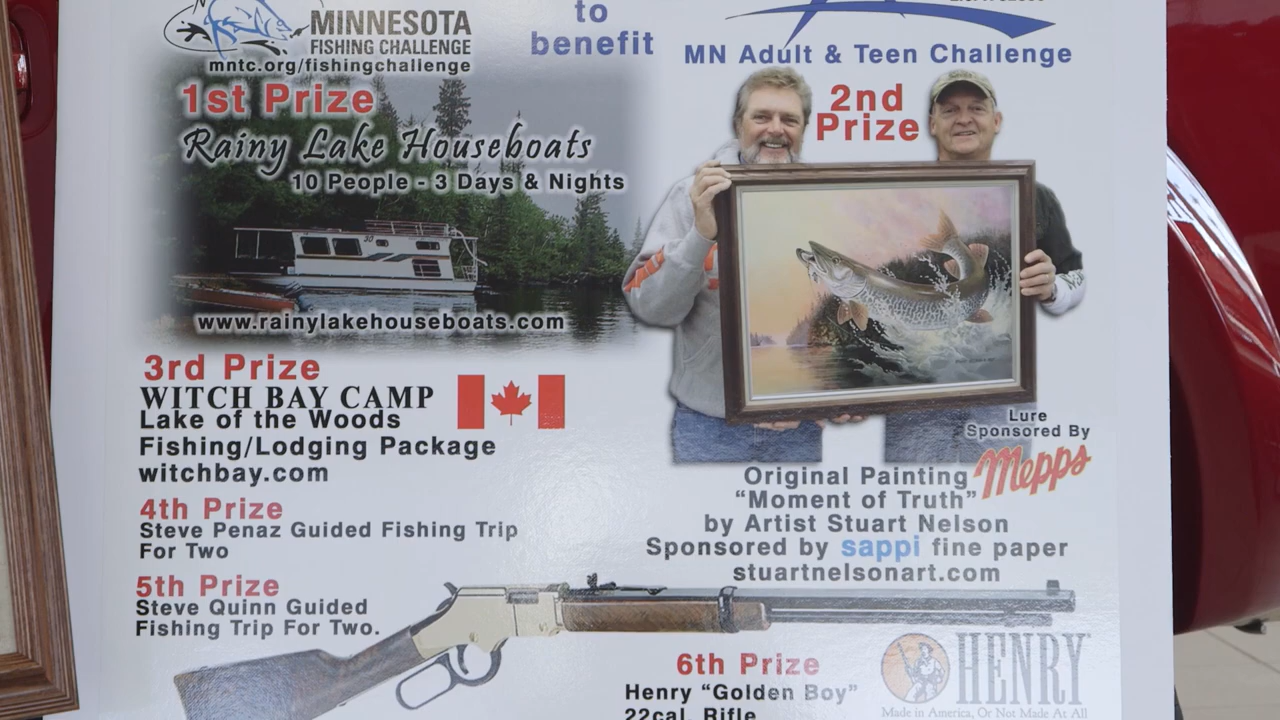 MINNESOTA
FISHING CHALLENGE
mntc.org/fishingchallenge
to
benefit
MN Adult & Teen Challenge
1st Prize
Rainy Lake Houseboats
10 People - 3 Days & Nights
30
www.rainylakehouseboats.com
2nd
Prize
Lure
Sponsored By
Mepps
Original Painting
“Moment of Truth”
by Artist Stuart Nelson
Sponsored by sappi fine paper
stuartnelsonart.com
3rd Prize
WITCH BAY CAMP
Lake of the Woods
Fishing/Lodging Package
witchbay.com
4th Prize
Steve Penaz Guided Fishing Trip
For Two
5th Prize
Steve Quinn Guided
Fishing Trip For Two.
6th Prize
Henry “Golden Boy”
22cal. Rifle
HENRY
Made in America, Or Not Made At All